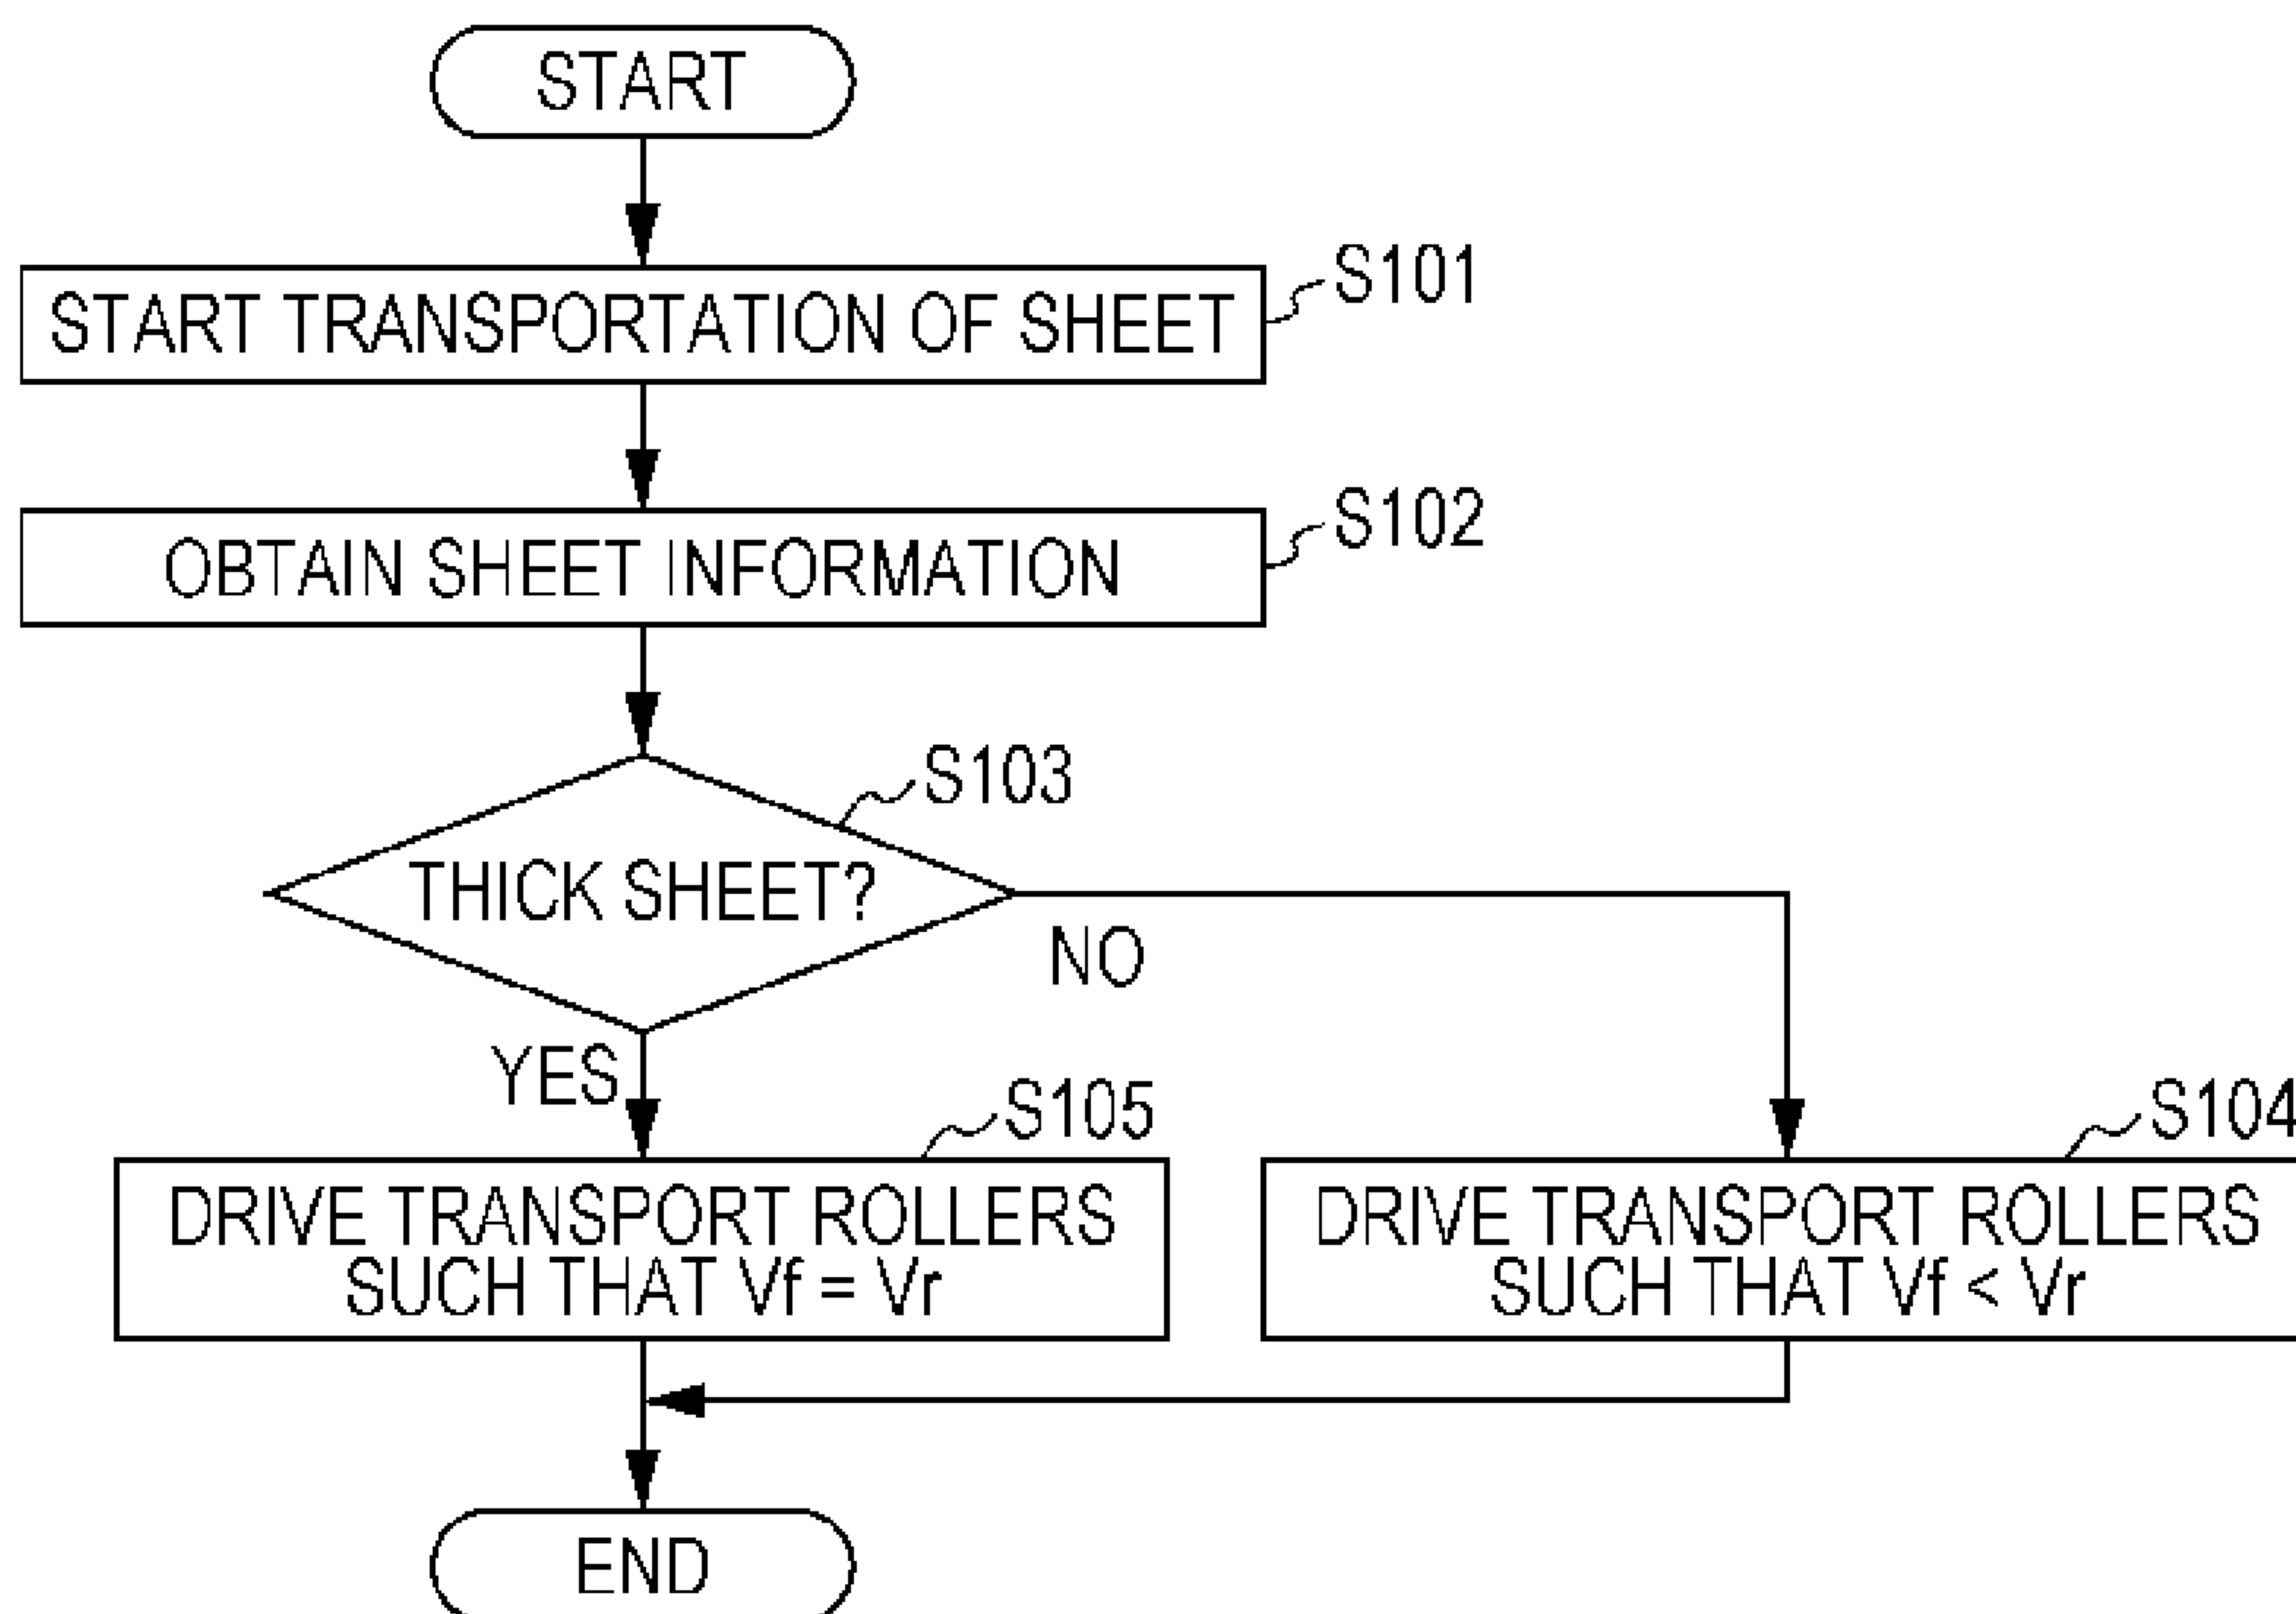 START
START TRANSPORTATION OF SHEET
S101
OBTAIN SHEET INFORMATION
S102
THICK SHEET?
S103
NO
YES
DRIVE TRANSPORT ROLLERS
SUCH THAT Vf = Vr
S105
DRIVE TRANSPORT ROLLERS
SUCH THAT Vf < Vr
S104
END